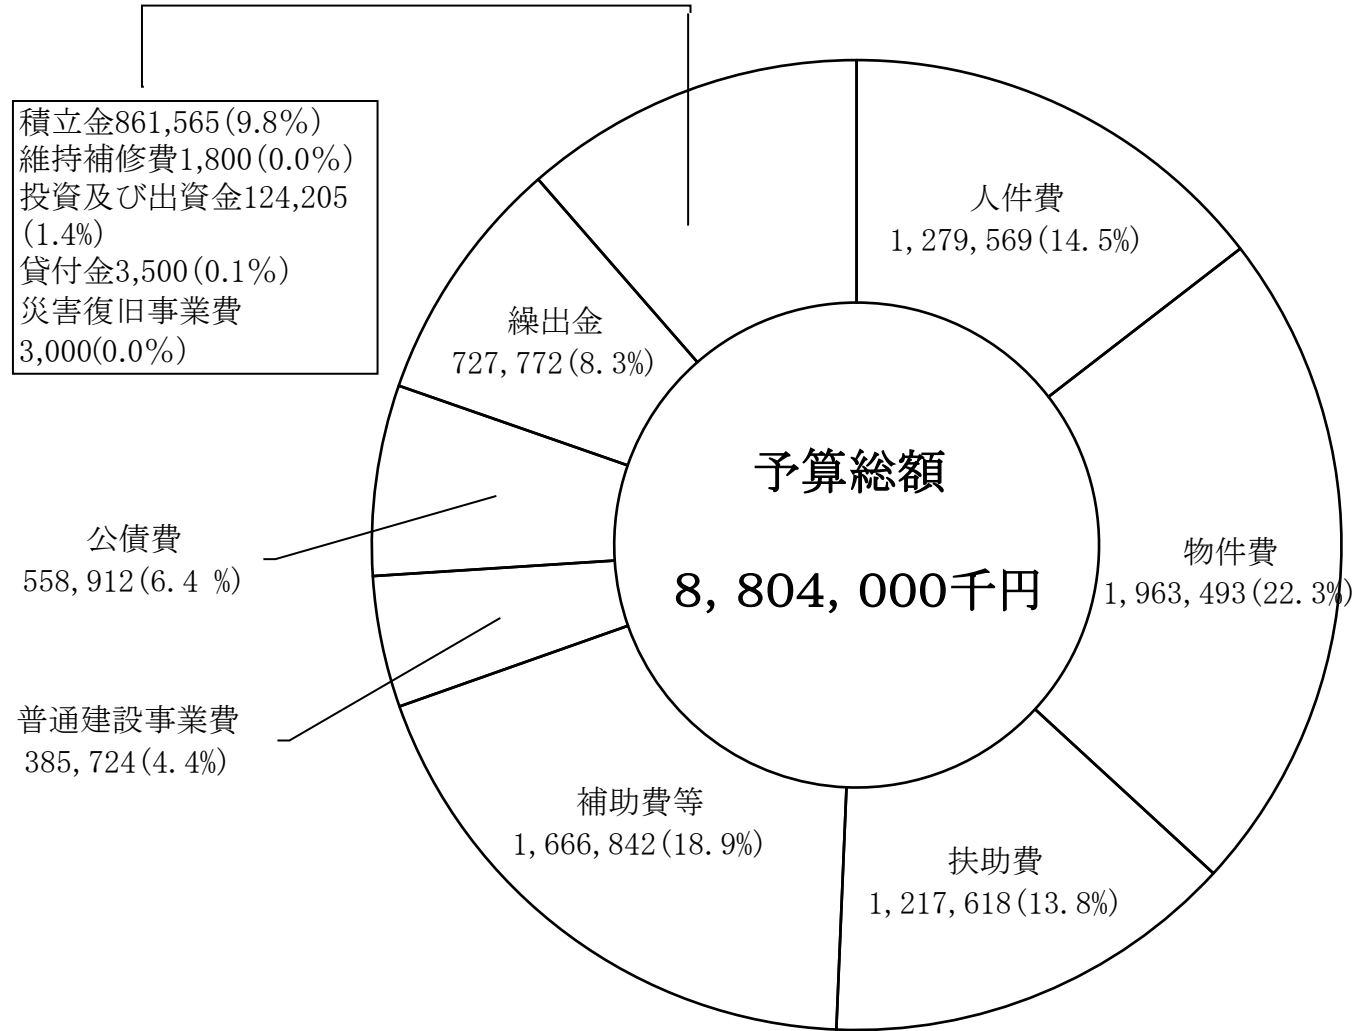 積立金861,565(9.8％)
維持補修費1,800(0.0％)
投資及び出資金124,205
(1.4%)
貸付金3,500(0.1％)
災害復旧事業費
3,000(0.0％)
人件費
1,279,569(14.5%)
物件費
1,963,493(22.3%)
扶助費
1,217,618(13.8%)
補助費等
1,666,842(18.9%)
普通建設事業費
385,724(4.4%)
公債費
558,912(6.4 %)
繰出金
727,772(8.3%)
予算総額
8,804,000千円